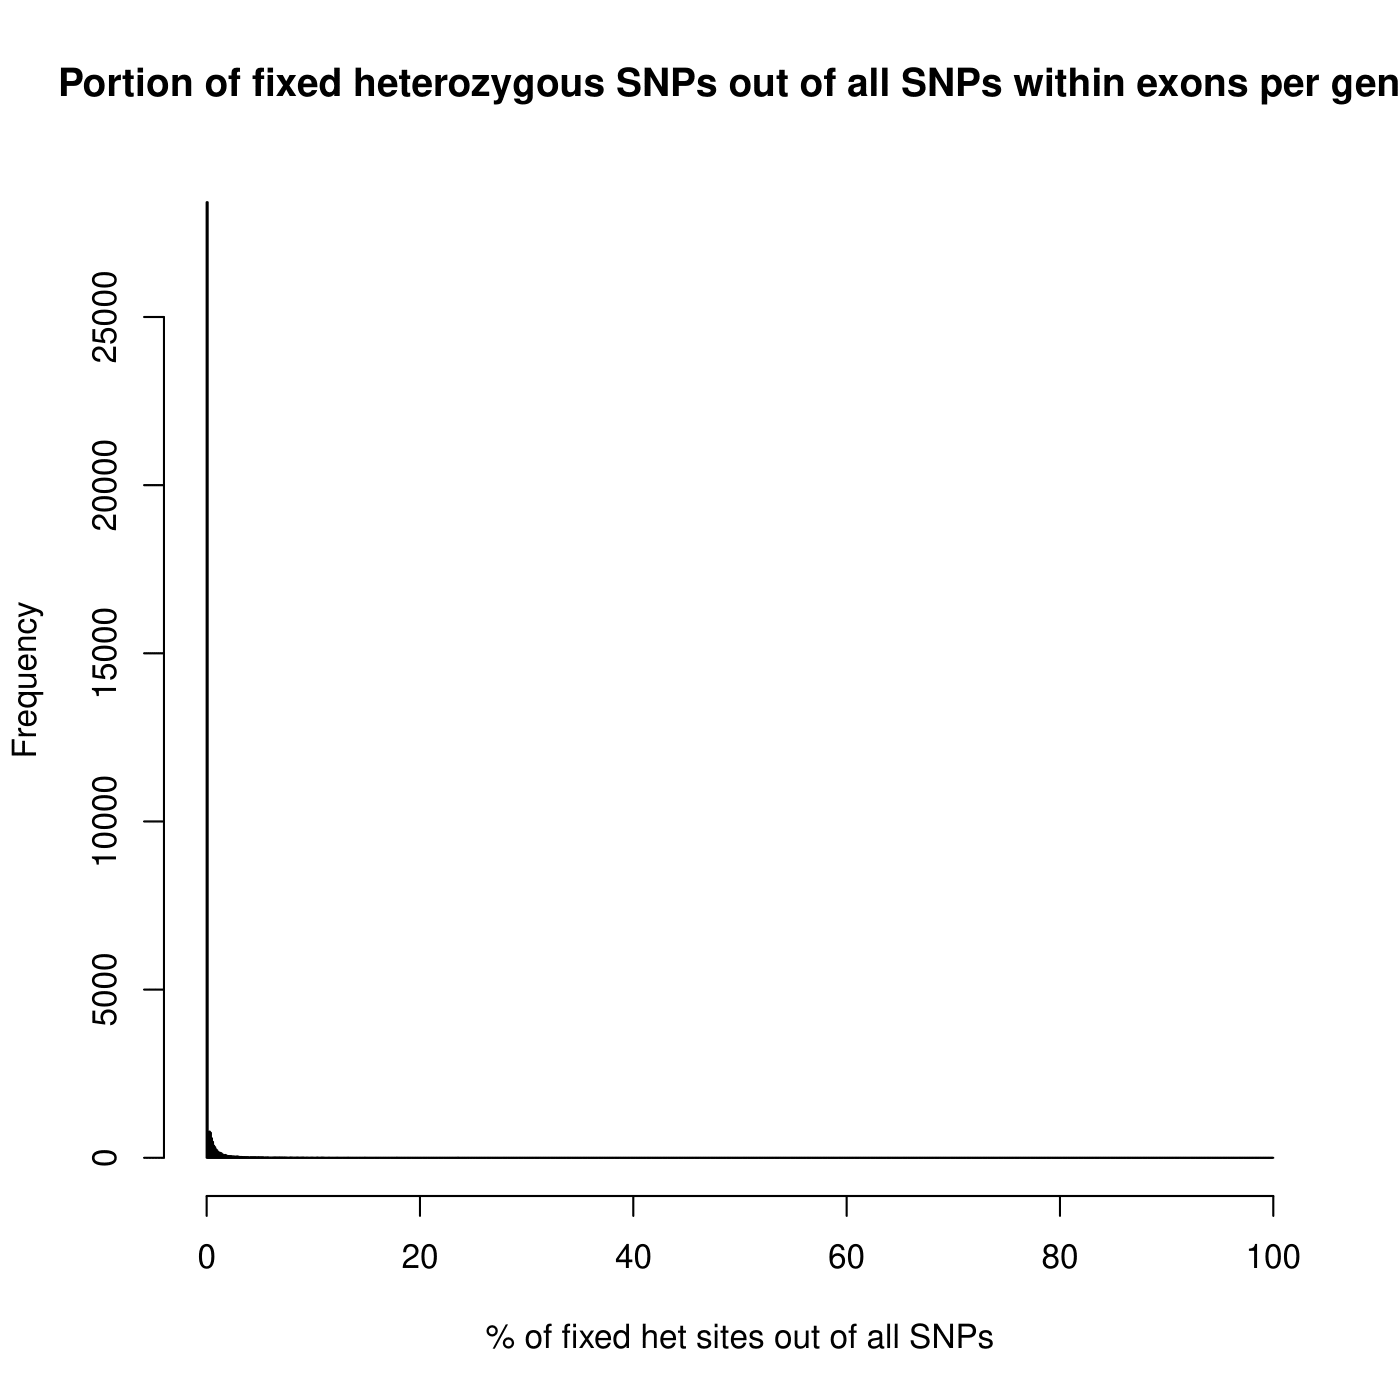 Portion of fixed heterozygous SNPs out of all SNPs within exons per gen
25000
20000
15000
10000
5000
0
Frequency
0 20 40 60 80 100
% of fixed het sites out of all SNPs